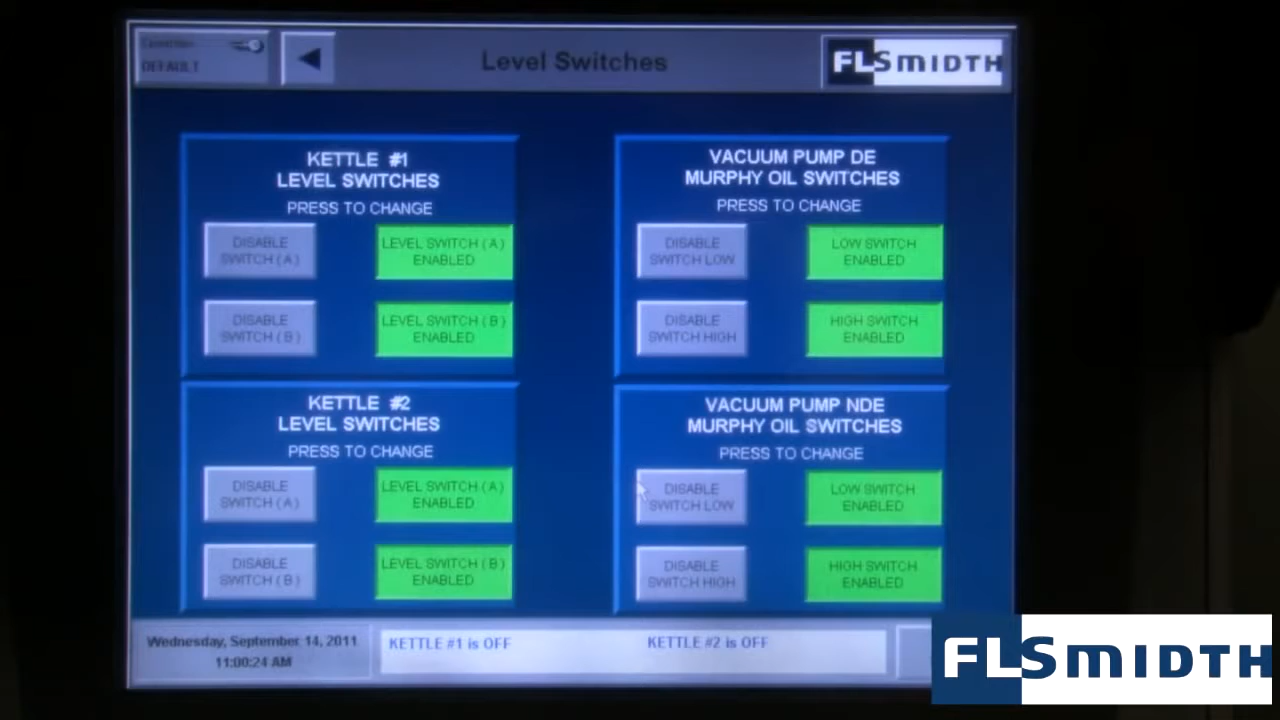 Operator:
DEFAULT
Level Switches
FLSMIDTH
KETTLE #1
LEVEL SWITCHES
PRESS TO CHANGE
DISABLE
SWITCH (A)
LEVEL SWITCH (A)
ENABLED
DISABLE
SWITCH (B)
LEVEL SWITCH (B)
ENABLED
VACUUM PUMP DE
MURPHY OIL SWITCHES
PRESS TO CHANGE
DISABLE
SWITCH LOW
LOW SWITCH
ENABLED
DISABLE
SWITCH HIGH
HIGH SWITCH
ENABLED
KETTLE #2
LEVEL SWITCHES
PRESS TO CHANGE
DISABLE
SWITCH (A)
LEVEL SWITCH (A)
ENABLED
DISABLE
SWITCH (B)
LEVEL SWITCH (B)
ENABLED
VACUUM PUMP NDE
MURPHY OIL SWITCHES
PRESS TO CHANGE
DISABLE
SWITCH LOW
LOW SWITCH
ENABLED
DISABLE
SWITCH HIGH
HIGH SWITCH
ENABLED
Wednesday, September 14, 2011
11:00:24 AM
KETTLE #1 is OFF
KETTLE #2 is OFF
FLSMIDTH